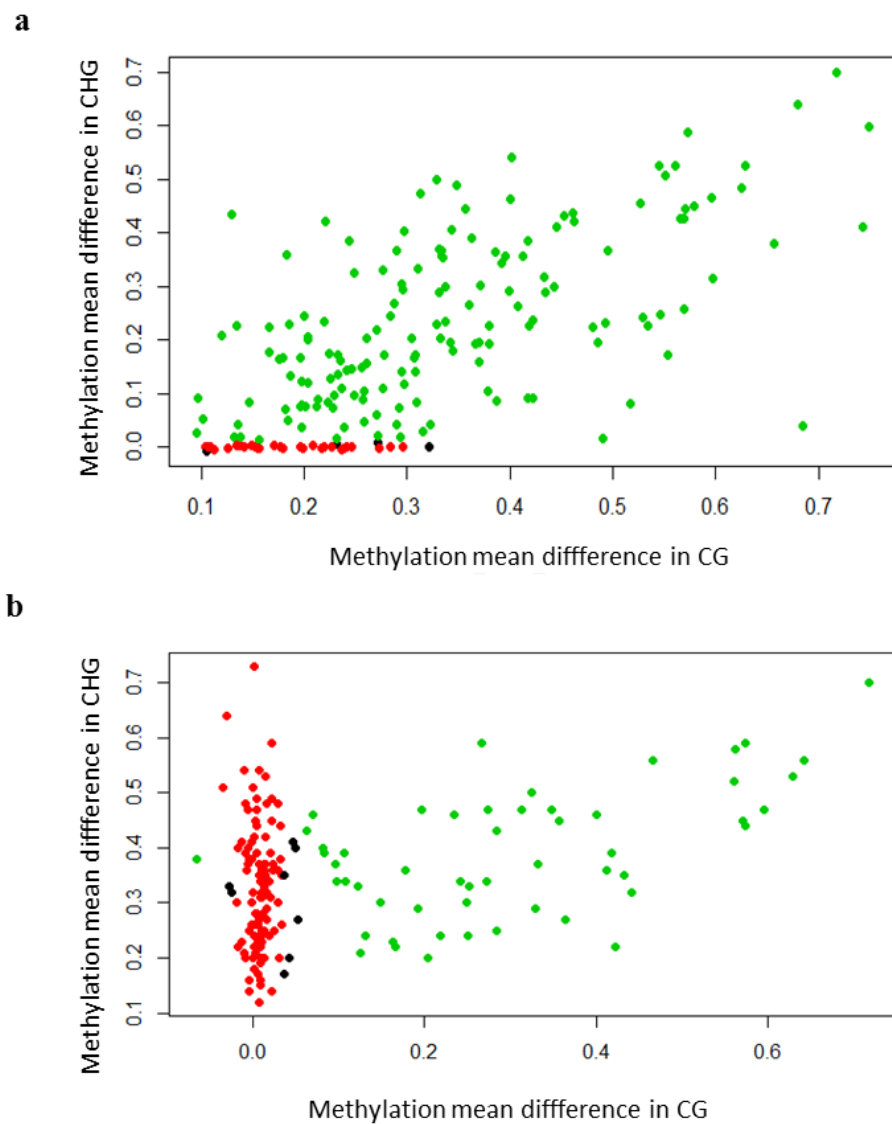 a
Methylation mean diffference in CHG
0.7
0.6
0.5
0.4
0.3
0.2
0.1
0.0
0.1 0.2 0.3 0.4 0.5 0.6 0.7
Methylation mean diffference in CG
b
Methylation mean diffference in CHG
0.7
0.6
0.5
0.4
0.3
0.2
0.1
0.0 0.2 0.4 0.6
Methylation mean diffference in CG